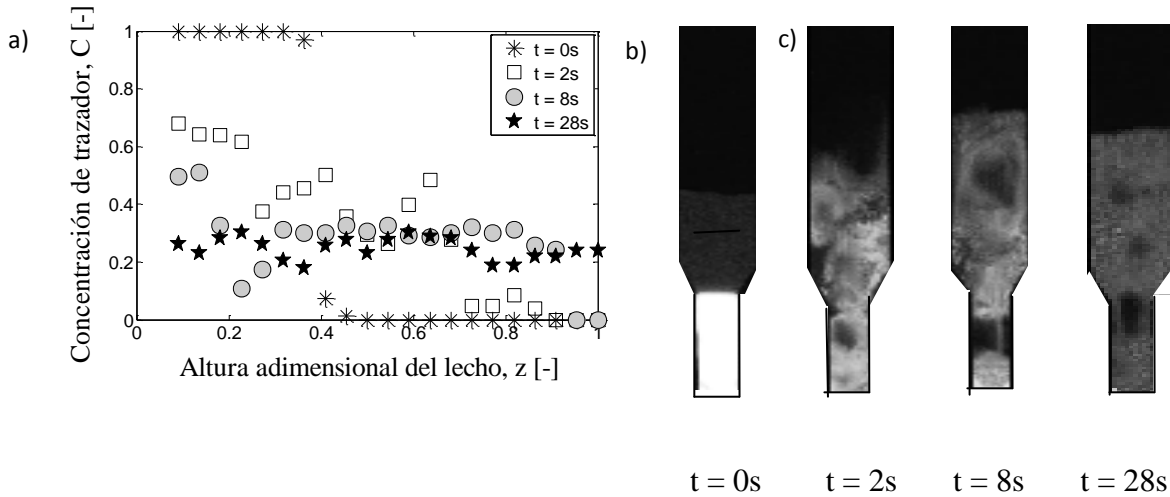 a)
Concentración de trazador, C [-]
1
0.8
0.6
0.4
0.2
0
0
0.2
0.4
0.6
0.8
1
Altura adimensional del lecho, z [-]
t = 0s
t = 2s
t = 8s
t = 28s
b)
c)
t = 0s
t = 2s
t = 8s
t = 28s